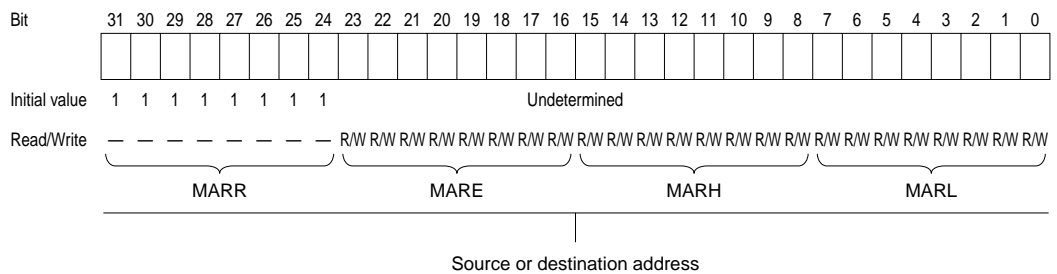 Bit 31 30 29 28 27 26 25 24 23 22 21 20 19 18 17 16 15 14 13 12 11 10 9 8 7 6 5 4 3 2 1 0
Initial value 1 1 1 1 1 1 1 1 Undetermined
Read/Write — — — — — — — — R/W R/W R/W R/W R/W R/W R/W R/W R/W R/W R/W R/W R/W R/W R/W R/W R/W R/W R/W R/W R/W R/W R/W R/W
MARR MARE MARH MARL
Source or destination address